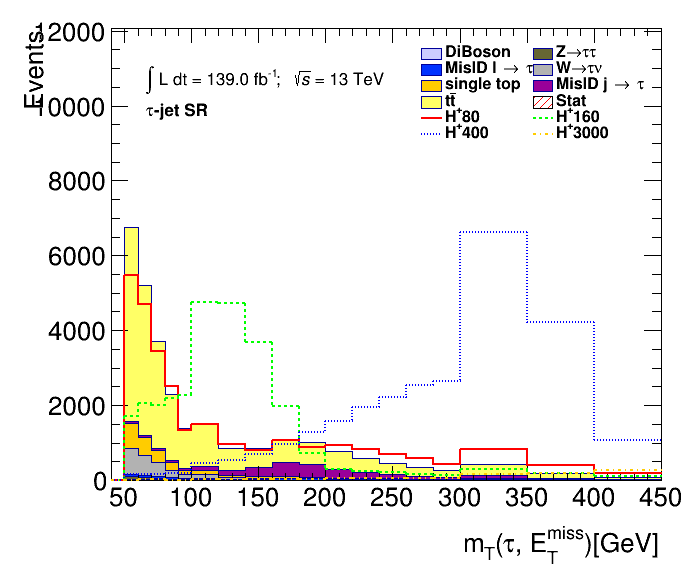 Events
12000
10000
8000
6000
4000
2000
0
∫ L dt = 139.0 fb⁻¹; √s = 13 TeV
τ-jet SR
DiBoson
Z→ττ
MisID l → τ
W→τν
single top
MisID j → τ
tt̄
Stat
H⁺80
H⁺160
H⁺400
H⁺3000
50 100 150 200 250 300 350 400 450
m_T(τ, E_T^miss)[GeV]